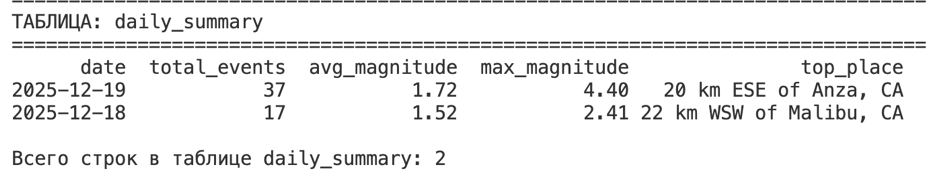 ================================================================================
ТАБЛИЦА: daily_summary
================================================================================
date total_events avg_magnitude max_magnitude top_place
2025-12-19 37 1.72 4.40 20 km ESE of Anza, CA
2025-12-18 17 1.52 2.41 22 km WSW of Malibu, CA
Всего строк в таблице daily_summary: 2